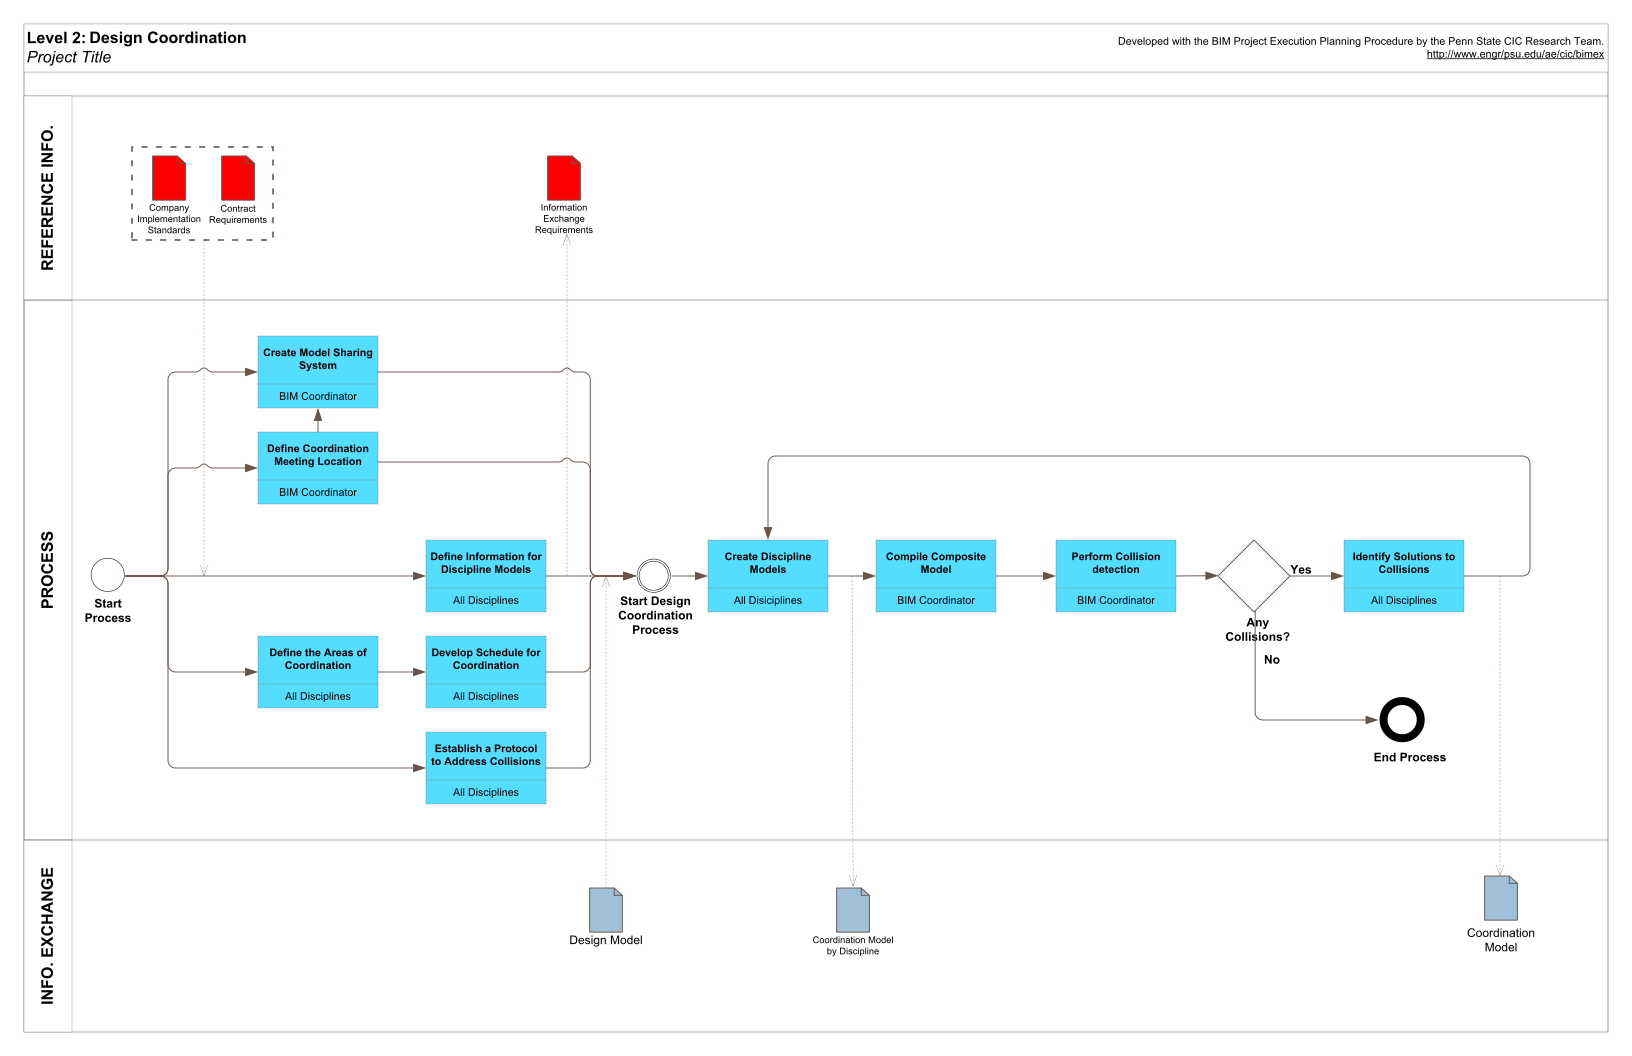 Level 2: Design Coordination
Project Title
Developed with the BIM Project Execution Planning Procedure by the Penn State CIC Research Team.
http://www.engr/psu.edu/ae/cic/bimex
REFERENCE INFO.
Company
Implementation
Standards
Contract
Requirements
Information
Exchange
Requirements
PROCESS
Create Model Sharing
System
BIM Coordinator
Define Coordination
Meeting Location
BIM Coordinator
Start
Process
Define Information for
Discipline Models
All Disciplines
Define the Areas of
Coordination
All Disciplines
Develop Schedule for
Coordination
All Disciplines
Establish a Protocol
to Address Collisions
All Disciplines
Start Design
Coordination
Process
Create Discipline
Models
All Disiciplines
Compile Composite
Model
BIM Coordinator
Perform Collision
detection
BIM Coordinator
Any
Collisions?
Yes
No
Identify Solutions to
Collisions
All Disciplines
End Process
INFO. EXCHANGE
Design Model
Coordination Model
by Discipline
Coordination
Model